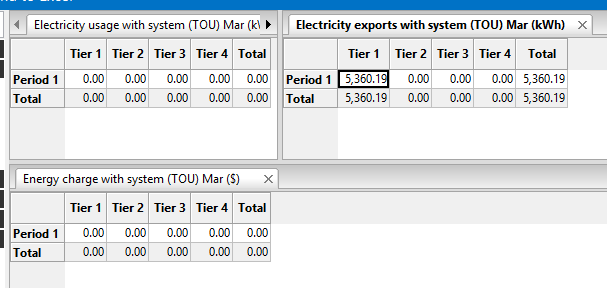 Electricity usage with system (TOU) Mar (k
Electricity exports with system (TOU) Mar (kWh)
Tier 1 Tier 2 Tier 3 Tier 4 Total
Period 1 0.00 0.00 0.00 0.00 0.00
Total 0.00 0.00 0.00 0.00 0.00
Tier 1 Tier 2 Tier 3 Tier 4 Total
Period 1 5,360.19 0.00 0.00 0.00 5,360.19
Total 5,360.19 0.00 0.00 0.00 5,360.19
Energy charge with system (TOU) Mar ($)
Tier 1 Tier 2 Tier 3 Tier 4 Total
Period 1 0.00 0.00 0.00 0.00 0.00
Total 0.00 0.00 0.00 0.00 0.00